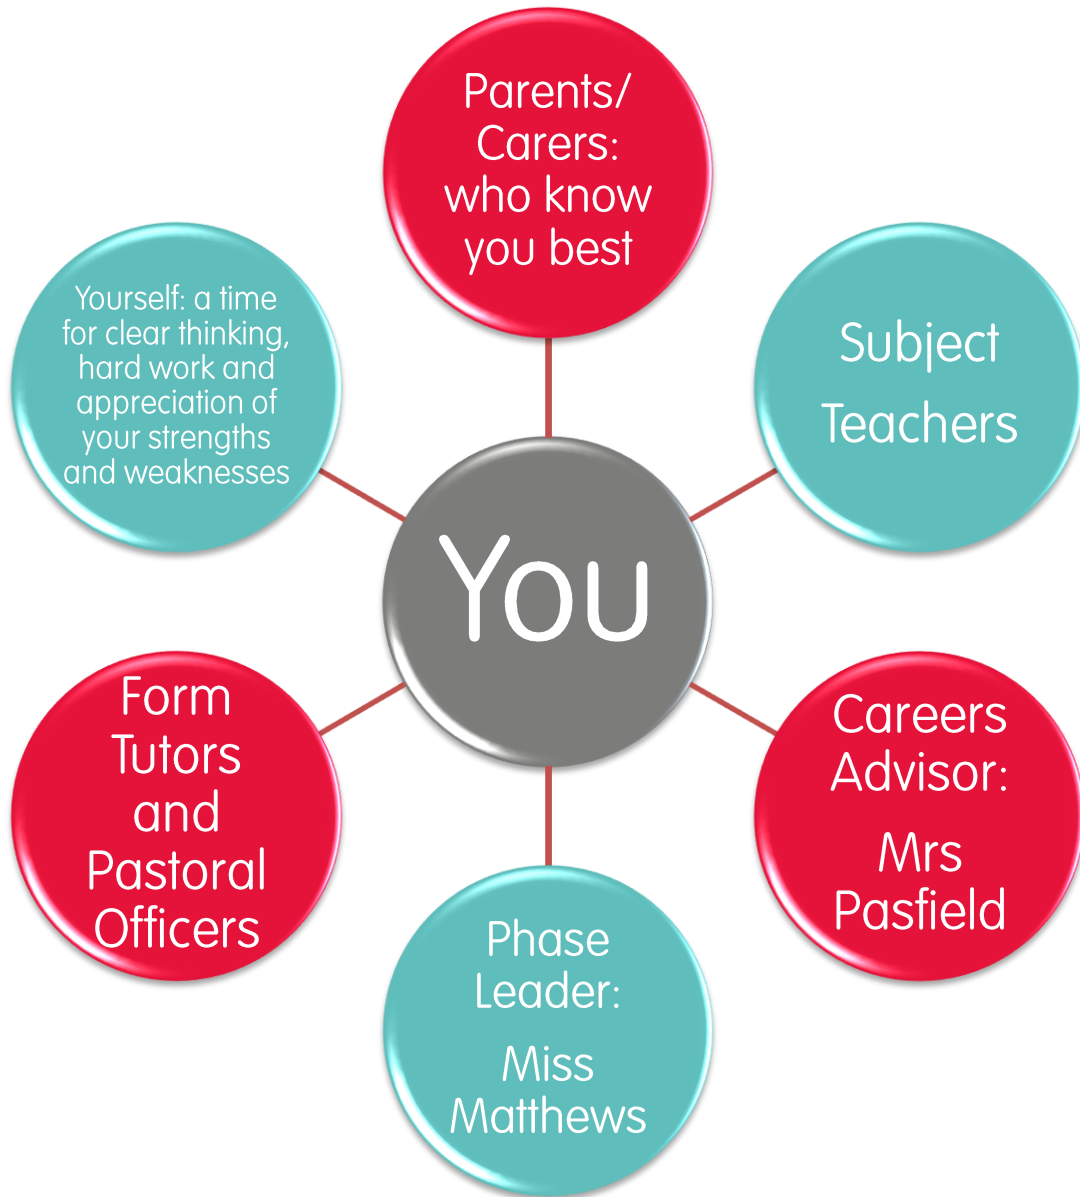 Parents/
Carers:
who know
you best
Subject
Teachers
Careers
Advisor:
Mrs
Pasfield
Phase
Leader:
Miss
Matthews
Form
Tutors
and
Pastoral
Officers
Yourself: a time
for clear thinking,
hard work and
appreciation of
your strengths
and weaknesses
You